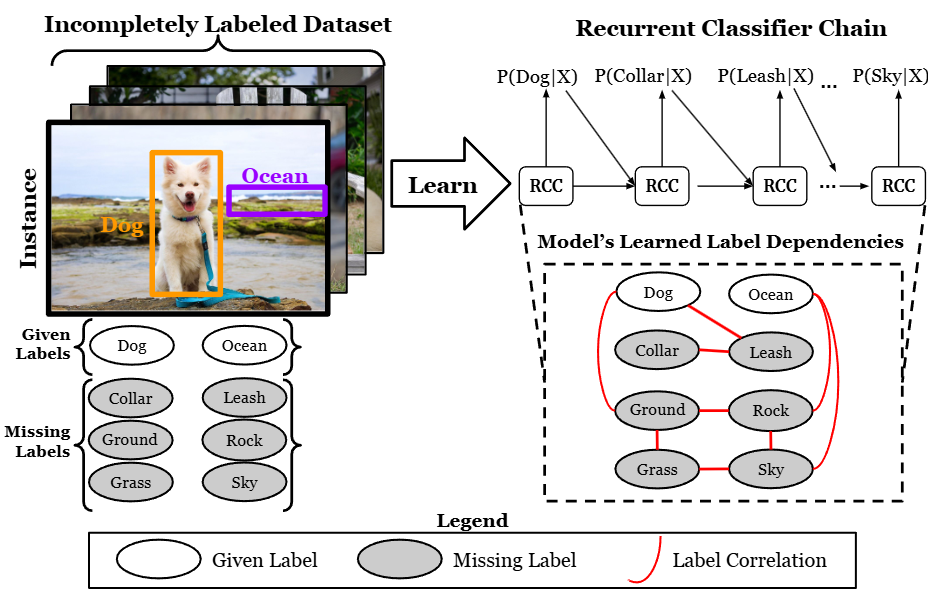 Incompletely Labeled Dataset
Instance
Dog
Ocean
Given
Labels
Dog
Ocean
Missing
Labels
Collar
Leash
Ground
Rock
Grass
Sky
Learn
Recurrent Classifier Chain
P(Dog|X)
P(Collar|X)
P(Leash|X)
...
P(Sky|X)
RCC
RCC
RCC
...
RCC
Model's Learned Label Dependencies
Dog
Ocean
Collar
Leash
Ground
Rock
Grass
Sky
Legend
Given Label
Missing Label
Label Correlation